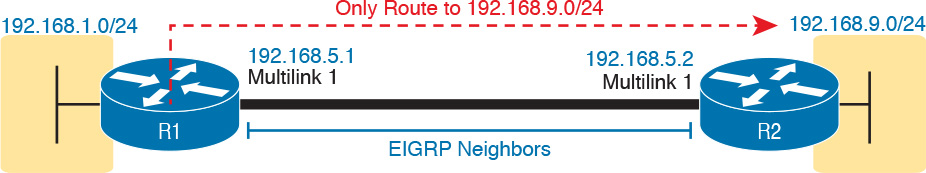 Only Route to 192.168.9.0/24
192.168.1.0/24
192.168.9.0/24
192.168.5.1
Multilink 1
192.168.5.2
Multilink 1
R1
R2
EIGRP Neighbors